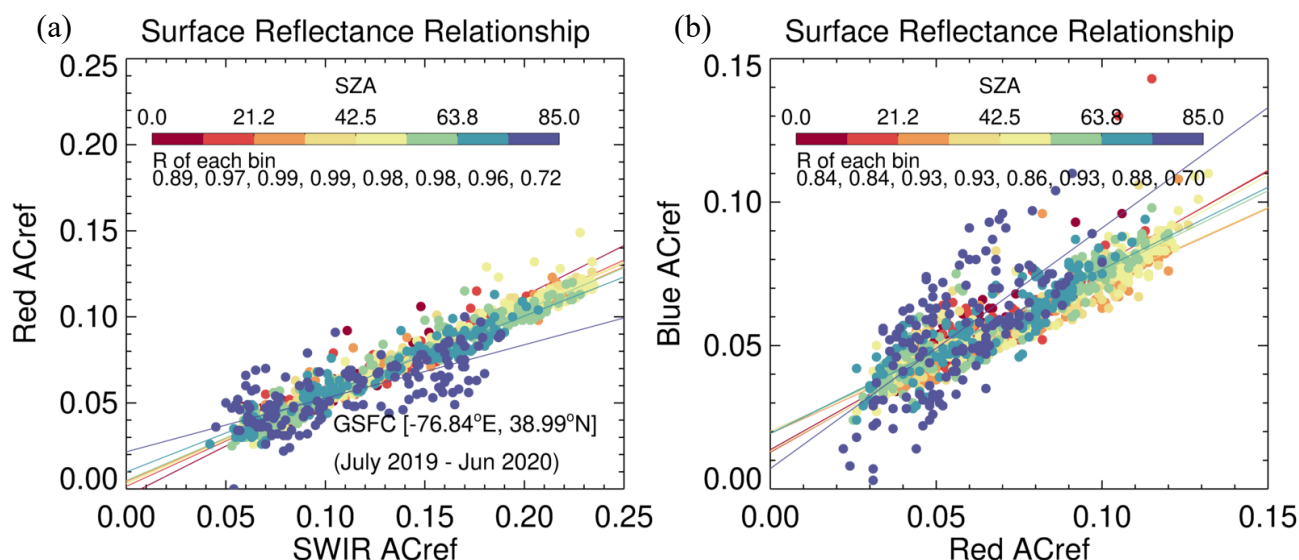 (a) Surface Reflectance Relationship
0.25
0.20
0.15
0.10
0.05
0.00
Red ACref
SZA
0.0 21.2 42.5 63.8 85.0
R of each bin
0.89, 0.97, 0.99, 0.99, 0.98, 0.98, 0.96, 0.72
GSFC [-76.84°E, 38.99°N]
(July 2019 - Jun 2020)
0.00 0.05 0.10 0.15 0.20 0.25
SWIR ACref
(b) Surface Reflectance Relationship
0.15
0.10
0.05
0.00
Blue ACref
SZA
0.0 21.2 42.5 63.8 85.0
R of each bin
0.84, 0.84, 0.93, 0.93, 0.86, 0.93, 0.88, 0.70
0.00 0.05 0.10 0.15
Red ACref